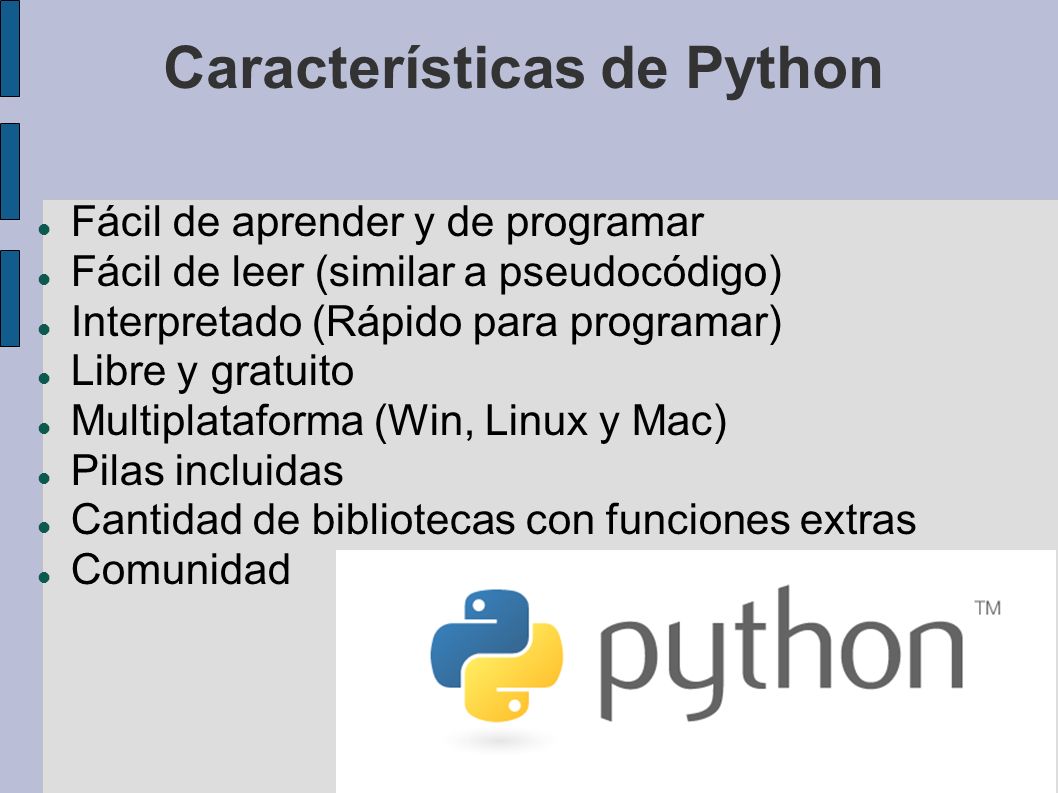 Características de Python
Fácil de aprender y de programar
Fácil de leer (similar a pseudocódigo)
Interpretado (Rápido para programar)
Libre y gratuito
Multiplataforma (Win, Linux y Mac)
Pilas incluidas
Cantidad de bibliotecas con funciones extras
Comunidad
python™